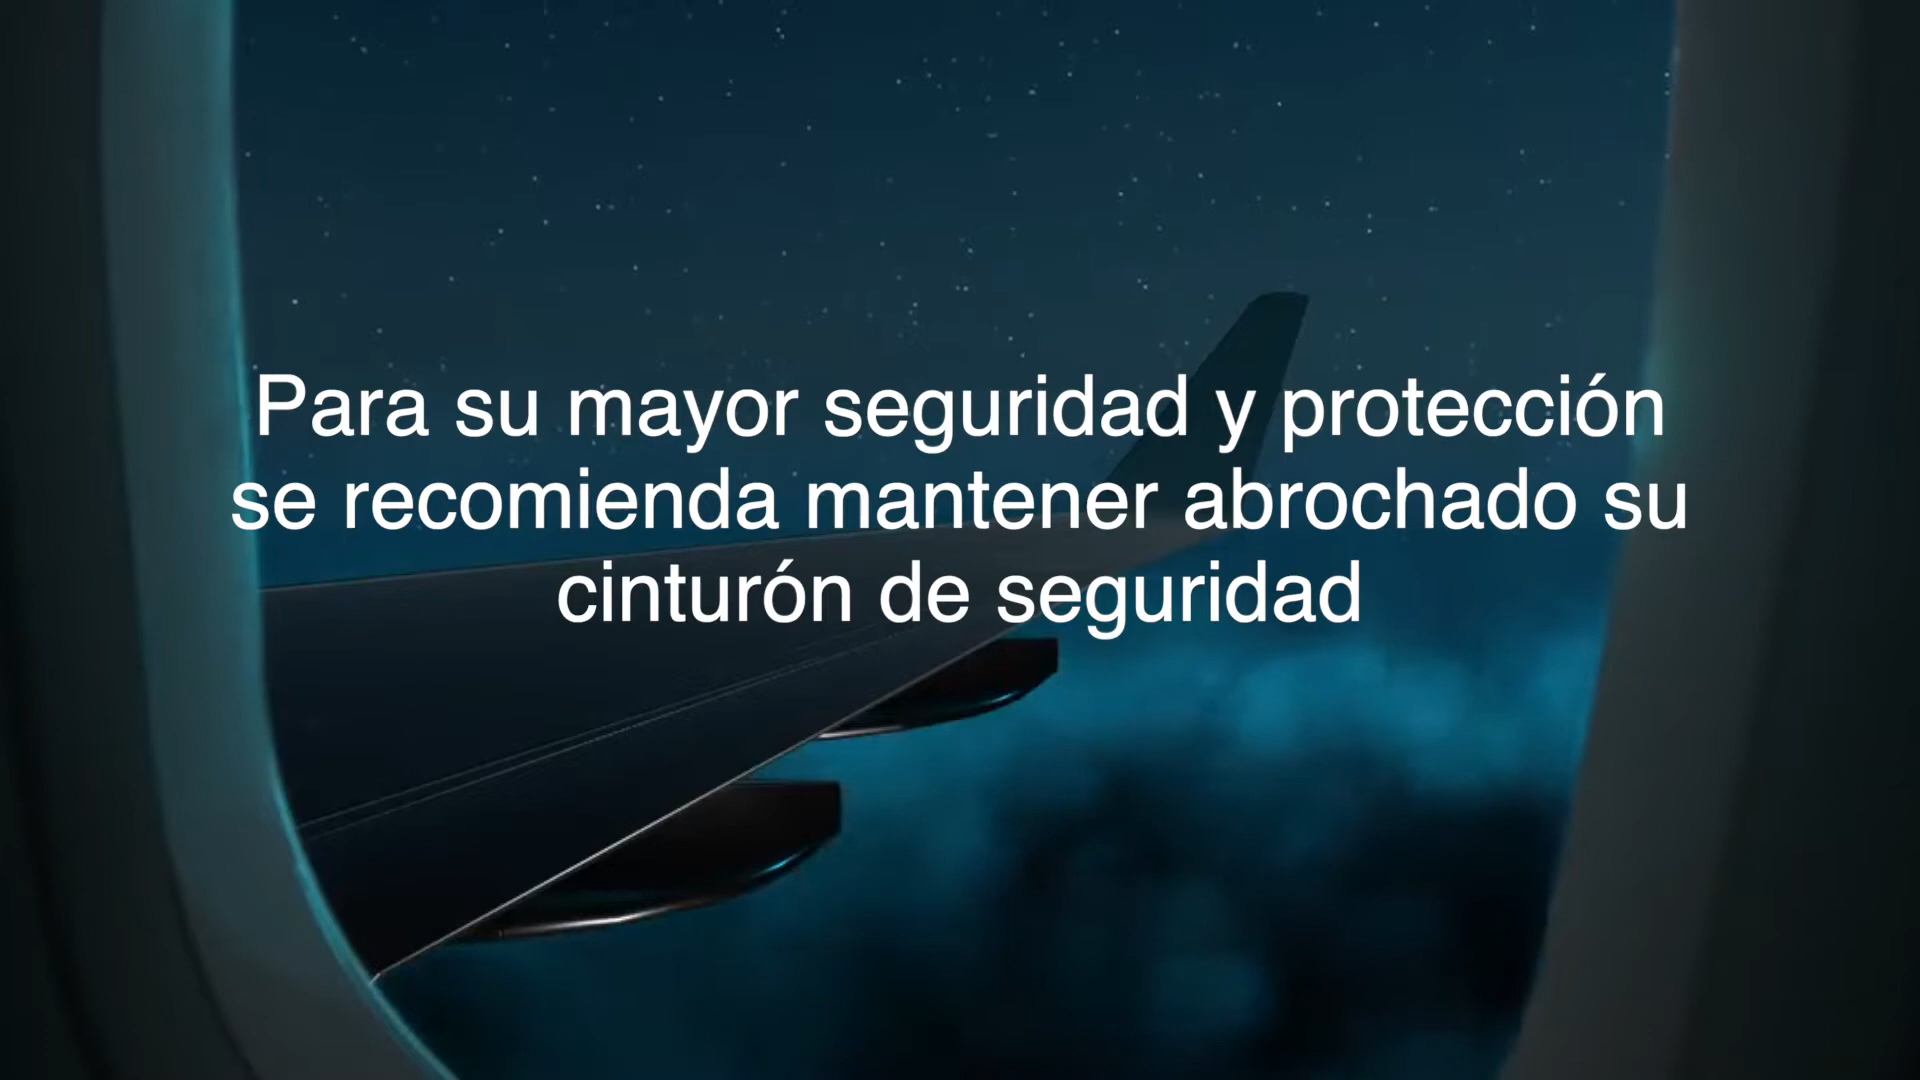 Para su mayor seguridad y protección
se recomienda mantener abrochado su
cinturón de seguridad